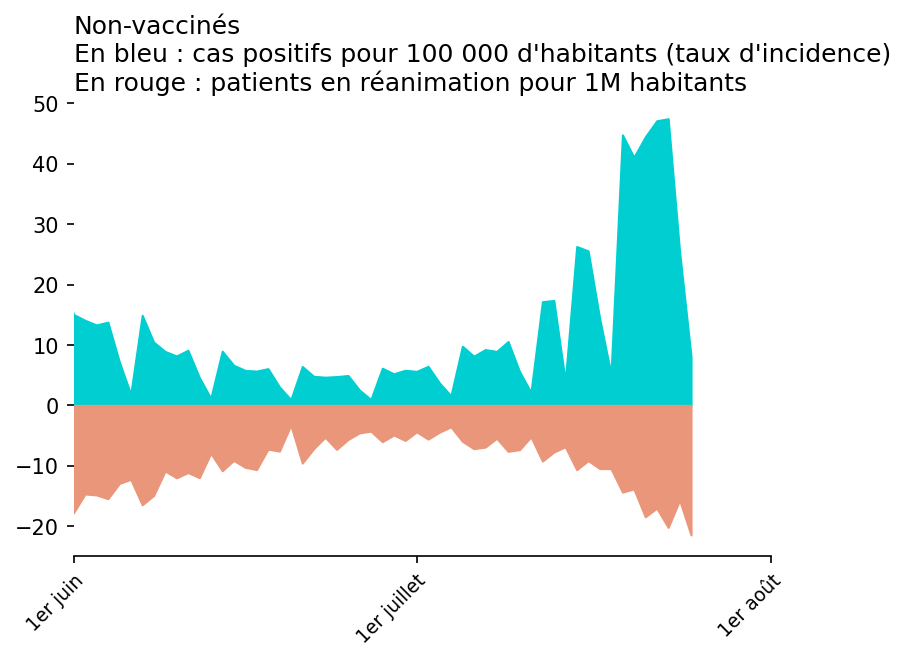 Non-vaccinés
En bleu : cas positifs pour 100 000 d'habitants (taux d'incidence)
En rouge : patients en réanimation pour 1M habitants
50
40
30
20
10
0
−10
−20
1er juin
1er juillet
1er août